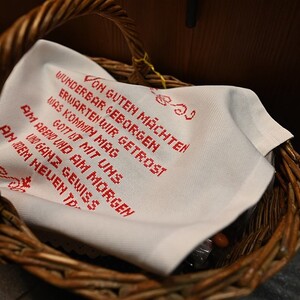 VON GUTEN MÄCHTEN
WUNDERBAR GEBORGEN
ERWARTEN WIR GETROST
WAS KOMMEN MAG
GOTT IST MIT UNS
AM ABEND UND AM MORGEN
UND GANZ GEWISS
AN JEDEM NEUEN TAG